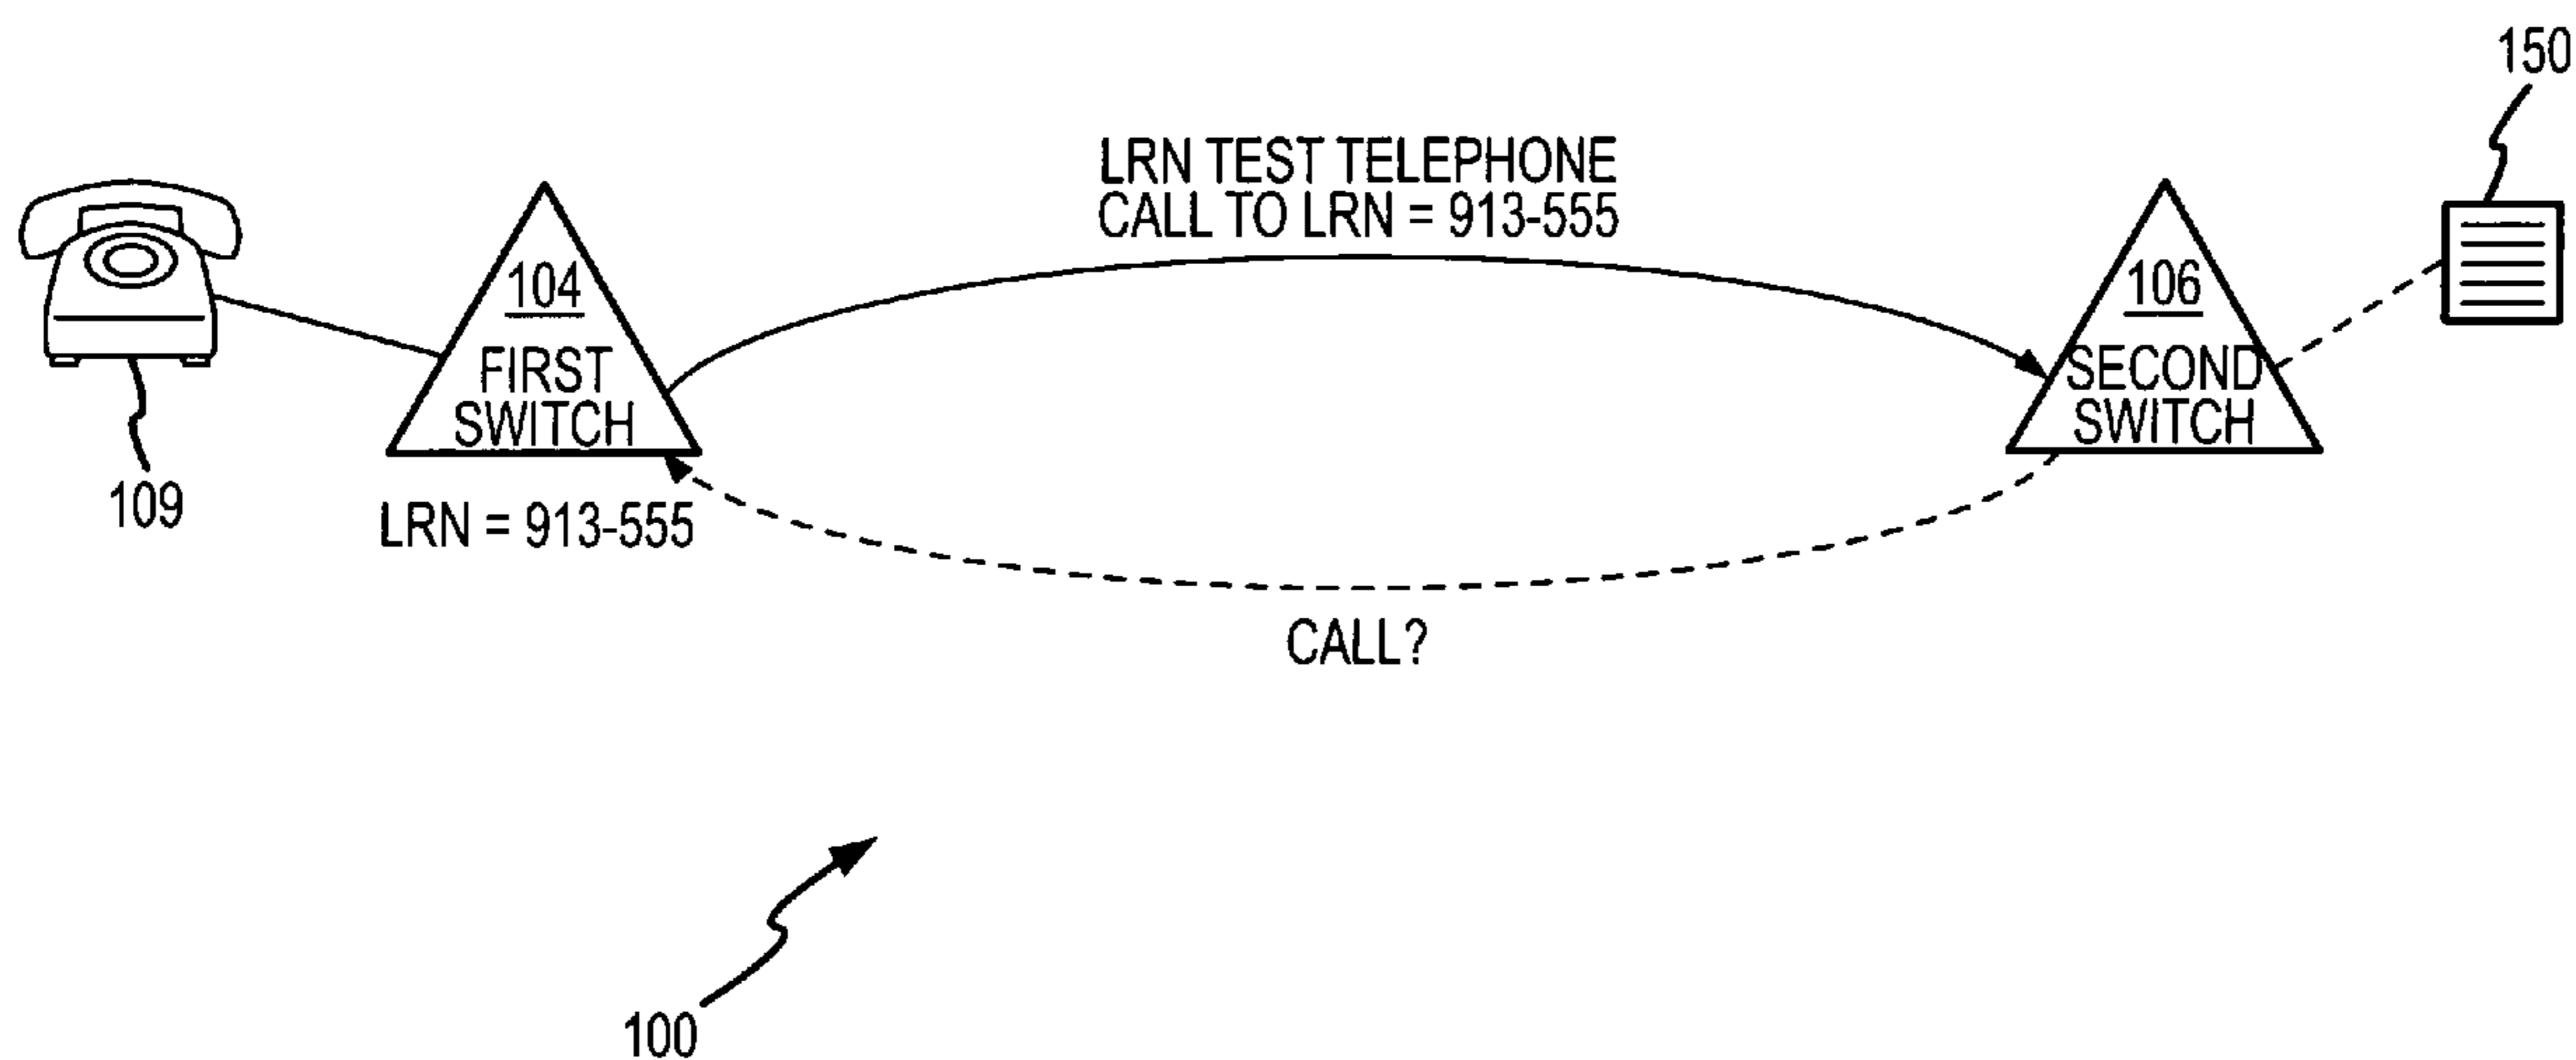 150
LRN TEST TELEPHONE
CALL TO LRN = 913-555
104
FIRST
SWITCH
106
SECOND
SWITCH
109
LRN = 913-555
CALL?
100